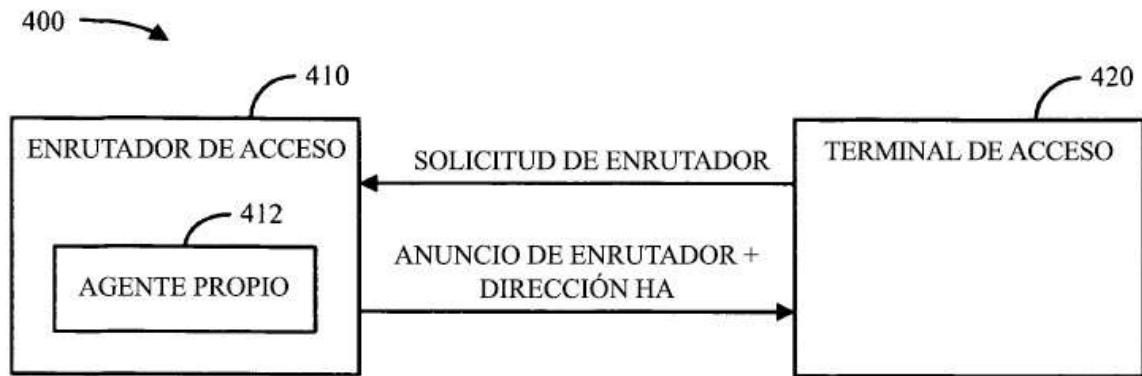 400
410
420
ENRUTADOR DE ACCESO
TERMINAL DE ACCESO
SOLICITUD DE ENRUTADOR
412
AGENTE PROPIO
ANUNCIO DE ENRUTADOR +
DIRECCIÓN HA